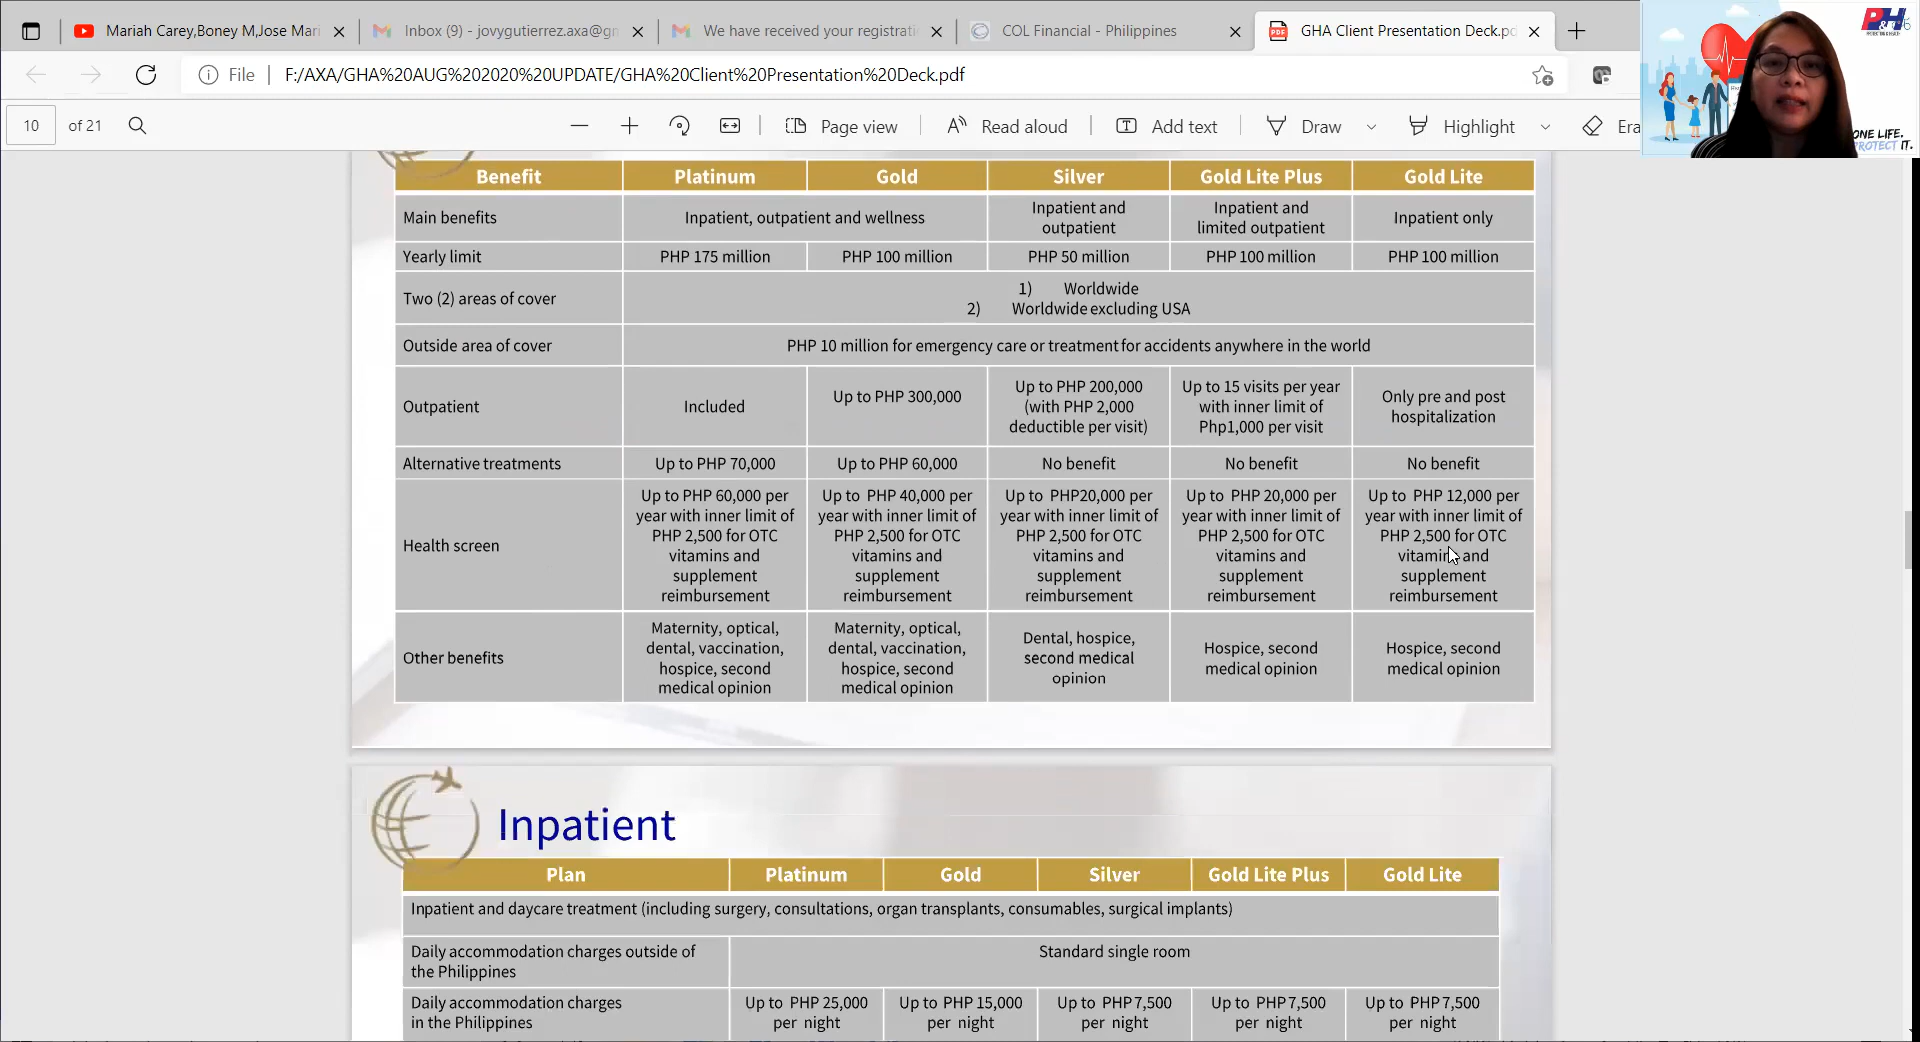 Mariah Carey,Boney M,Jose Mari
Inbox (9) - jovygutierrez.axa@gm
We have received your registrati
COL Financial - Philippines
GHA Client Presentation Deck.pd
File
F:/AXA/GHA%20AUG%202020%20UPDATE/GHA%20Client%20Presentation%20Deck.pdf
10 of 21
Page view
Read aloud
Add text
Draw
Highlight
Era
P&H
ONE LIFE.
PROTECT IT.
Benefit Platinum Gold Silver Gold Lite Plus Gold Lite
Main benefits
Inpatient, outpatient and wellness
Inpatient and
outpatient
Inpatient and
limited outpatient
Inpatient only
Yearly limit PHP 175 million PHP 100 million PHP 50 million PHP 100 million PHP 100 million
Two (2) areas of cover
1) Worldwide
2) Worldwide excluding USA
Outside area of cover
PHP 10 million for emergency care or treatment for accidents anywhere in the world
Outpatient
Included
Up to PHP 300,000
Up to PHP 200,000
(with PHP 2,000
deductible per visit)
Up to 15 visits per year
with inner limit of
Php1,000 per visit
Only pre and post
hospitalization
Alternative treatments Up to PHP 70,000 Up to PHP 60,000 No benefit No benefit No benefit
Health screen
Up to PHP 60,000 per
year with inner limit of
PHP 2,500 for OTC
vitamins and
supplement
reimbursement
Up to PHP 40,000 per
year with inner limit of
PHP 2,500 for OTC
vitamins and
supplement
reimbursement
Up to PHP20,000 per
year with inner limit of
PHP 2,500 for OTC
vitamins and
supplement
reimbursement
Up to PHP 20,000 per
year with inner limit of
PHP 2,500 for OTC
vitamins and
supplement
reimbursement
Up to PHP 12,000 per
year with inner limit of
PHP 2,500 for OTC
vitamins and
supplement
reimbursement
Other benefits
Maternity, optical,
dental, vaccination,
hospice, second
medical opinion
Maternity, optical,
dental, vaccination,
hospice, second
medical opinion
Dental, hospice,
second medical
opinion
Hospice, second
medical opinion
Hospice, second
medical opinion
Inpatient
Plan Platinum Gold Silver Gold Lite Plus Gold Lite
Inpatient and daycare treatment (including surgery, consultations, organ transplants, consumables, surgical implants)
Daily accommodation charges outside of
the Philippines
Standard single room
Daily accommodation charges
in the Philippines
Up to PHP 25,000
per night
Up to PHP 15,000
per night
Up to PHP 7,500
per night
Up to PHP 7,500
per night
Up to PHP 7,500
per night